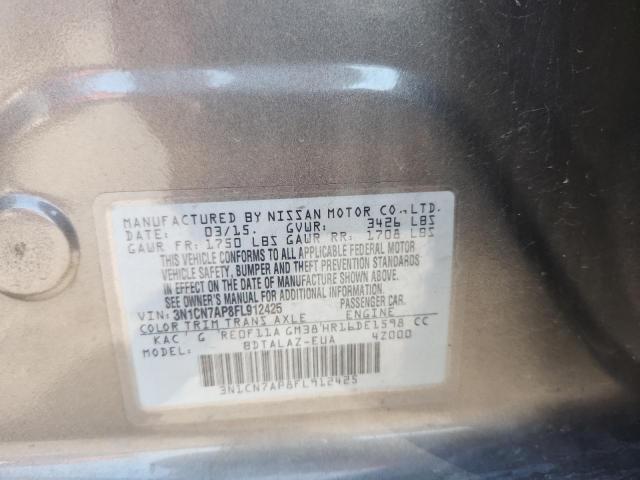 MANUFACTURED BY NISSAN MOTOR CO.,LTD.
DATE: 03/15. GVWR: 3426 LBS
GAWR FR: 1750 LBS GAWR RR: 1708 LBS
THIS VEHICLE CONFORMS TO ALL APPLICABLE FEDERAL MOTOR
VEHICLE SAFETY, BUMPER AND THEFT PREVENTION STANDARDS
IN EFFECT ON THE DATE OF MANUFACTURE SHOWN ABOVE.
SEE OWNER'S MANUAL FOR ADDITIONAL INFORMATION.
VIN: 3N1CN7AP8FL912425 PASSENGER CAR.
COLOR TRIM TRANS AXLE ENGINE
KAC G RE0F11A GM38 HR16DE1598 CC
MODEL: BDTALAZ-EUA 42000
3N1CN7AP8FL912425